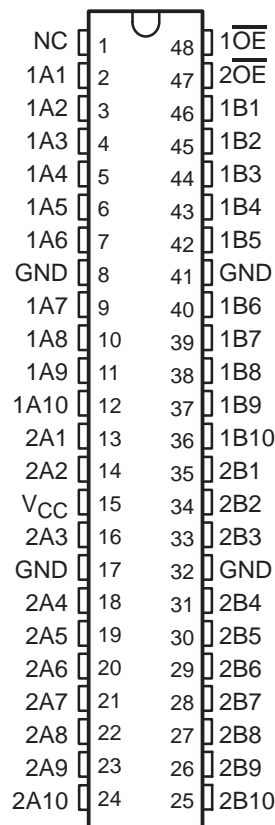 NC 1 48 1O̅E̅
1A1 2 47 2O̅E̅
1A2 3 46 1B1
1A3 4 45 1B2
1A4 5 44 1B3
1A5 6 43 1B4
1A6 7 42 1B5
GND 8 41 GND
1A7 9 40 1B6
1A8 10 39 1B7
1A9 11 38 1B8
1A10 12 37 1B9
2A1 13 36 1B10
2A2 14 35 2B1
VCC 15 34 2B2
2A3 16 33 2B3
GND 17 32 GND
2A4 18 31 2B4
2A5 19 30 2B5
2A6 20 29 2B6
2A7 21 28 2B7
2A8 22 27 2B8
2A9 23 26 2B9
2A10 24 25 2B10